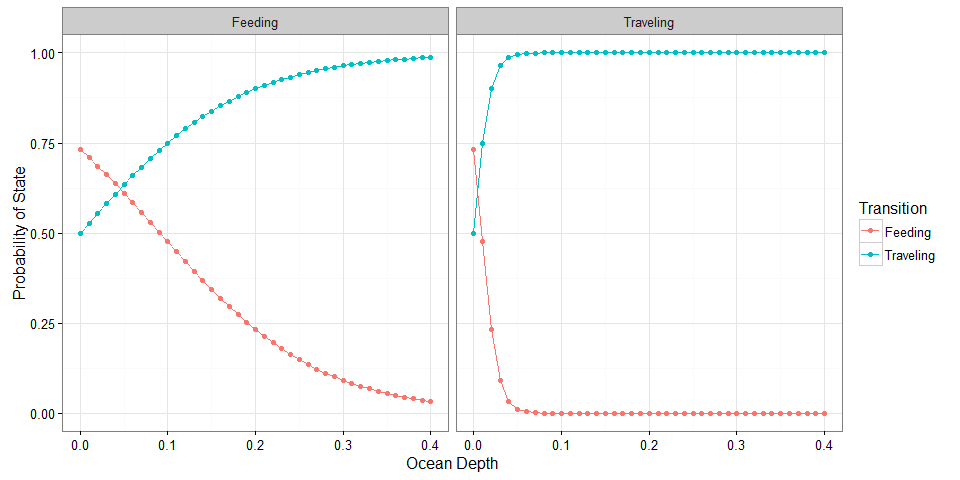 Feeding
Traveling
1.00
0.75
0.50
0.25
0.00
Probability of State
0.0 0.1 0.2 0.3 0.4
0.0 0.1 0.2 0.3 0.4
Ocean Depth
Transition
Feeding
Traveling